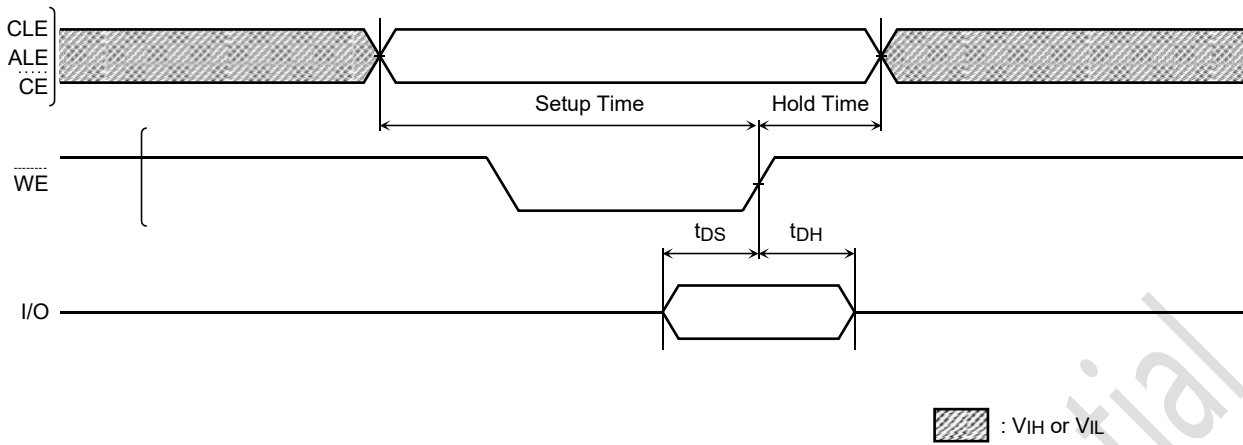 CLE
ALE
CE
Setup Time
Hold Time
WE
tDS
tDH
I/O
: VIH or VIL